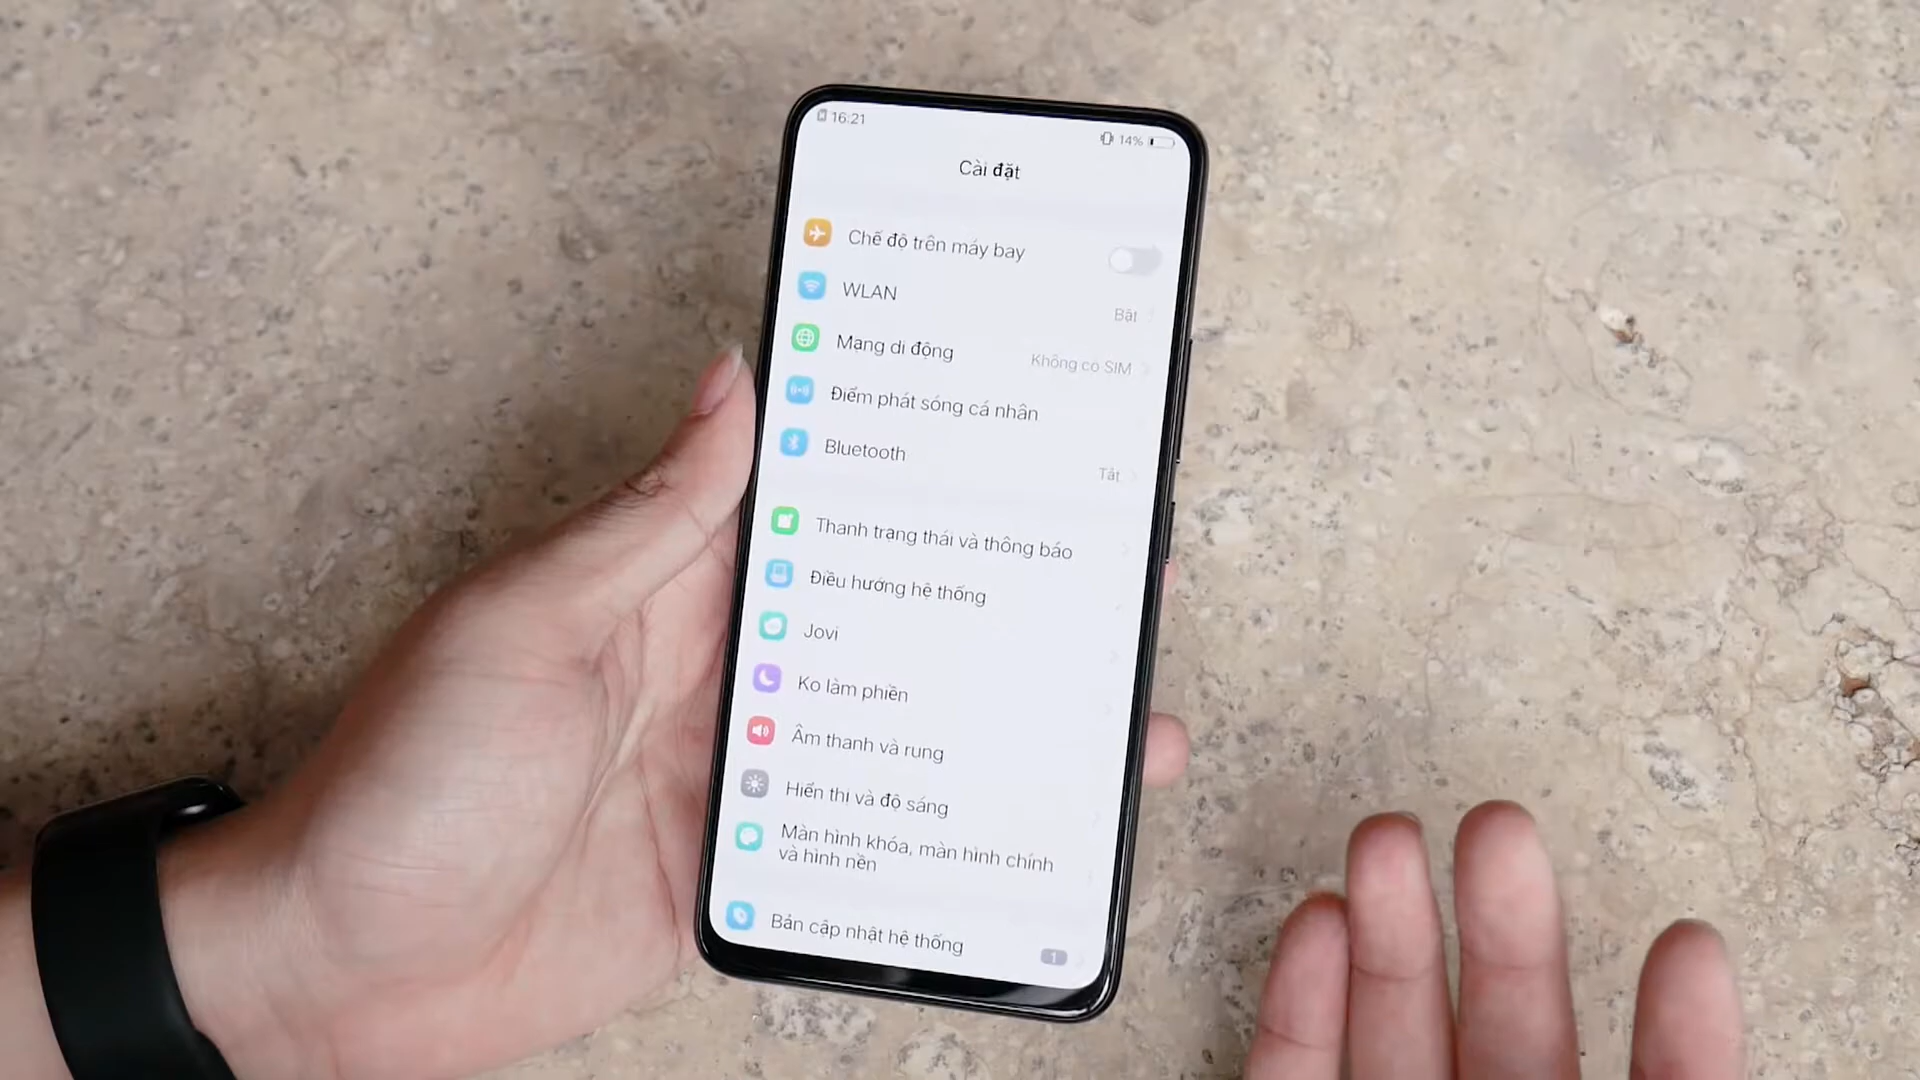 16:21
14%
Cài đặt
Chế độ trên máy bay
WLAN
Bật
Mạng di động
Không có SIM
Điểm phát sóng cá nhân
Bluetooth
Tắt
Thanh trạng thái và thông báo
Điều hướng hệ thống
Jovi
Ko làm phiền
Âm thanh và rung
Hiển thị và độ sáng
Màn hình khóa, màn hình chính
và hình nền
Bản cập nhật hệ thống
1